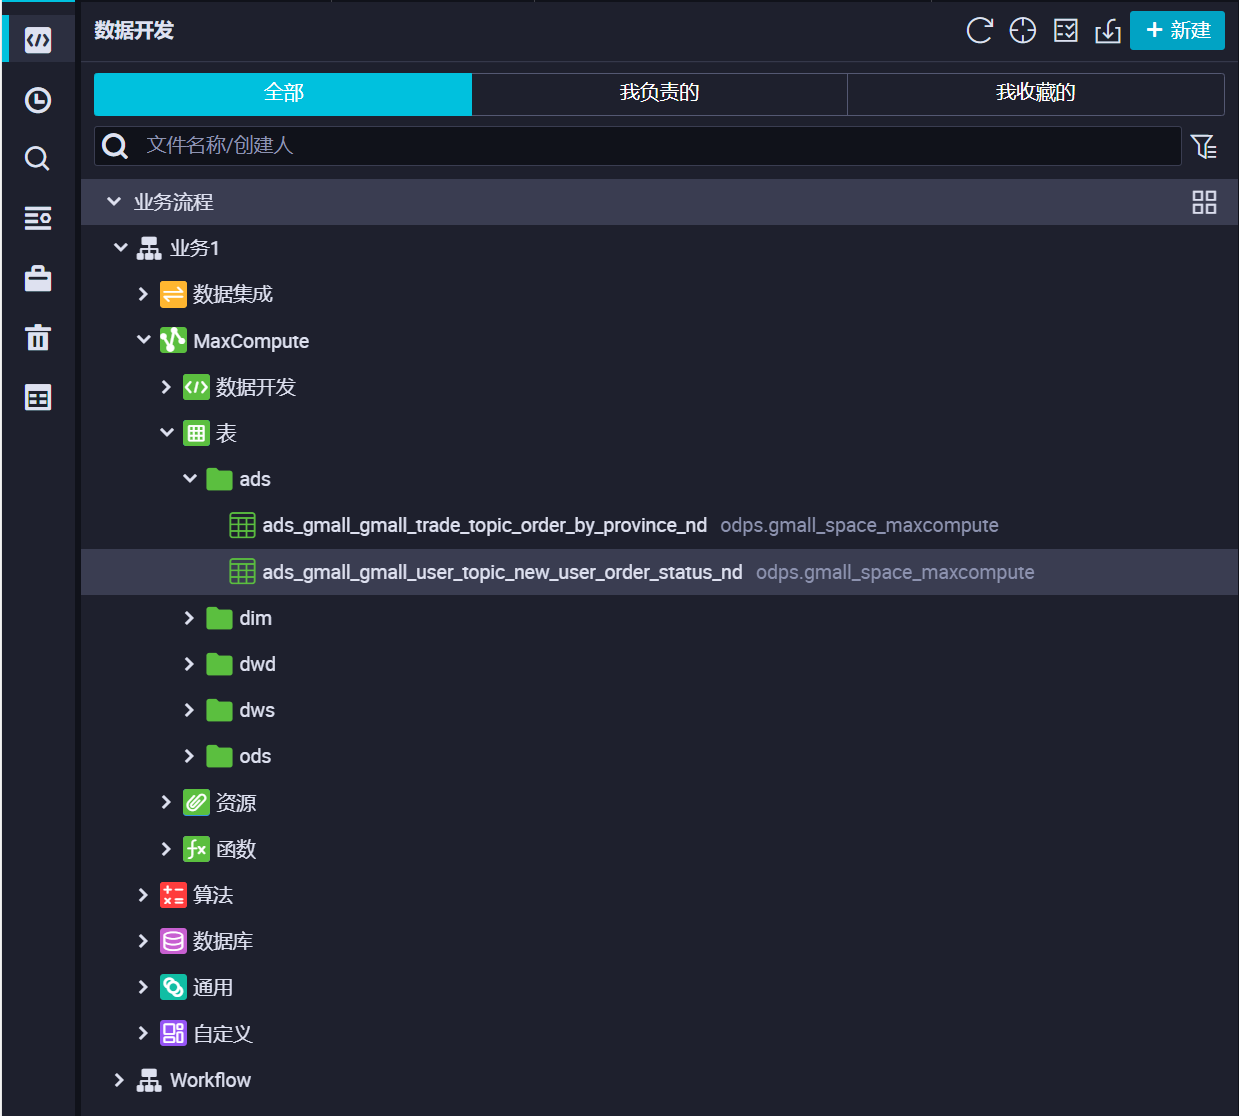 数据开发
新建
全部 我负责的 我收藏的
文件名称/创建人
业务流程
业务1
数据集成
MaxCompute
数据开发
表
ads
ads_gmall_gmall_trade_topic_order_by_province_nd odps.gmall_space_maxcompute
ads_gmall_gmall_user_topic_new_user_order_status_nd odps.gmall_space_maxcompute
dim
dwd
dws
ods
资源
函数
算法
数据库
通用
自定义
Workflow